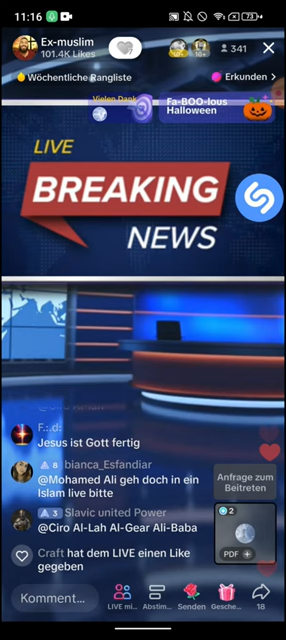 11:16
73
Ex-muslim
101.4K Likes
341
Wöchentliche Rangliste
Erkunden >
Vielen Dank
Fa-BOO-lous
Halloween
LIVE
BREAKING
NEWS
F.:.d:
Jesus ist Gott fertig
8 bianca_Esfandiar
@Mohamed Ali geh doch in ein
Islam live bitte
Anfrage zum
Beitreten
3 Slavic united Power
@Ciro Al-Lah Al-Gear Ali-Baba
2
PDF +
Craft hat dem LIVE einen Like
gegeben
Komment...
LIVE mi...
Abstim...
Senden
Gesche...
18